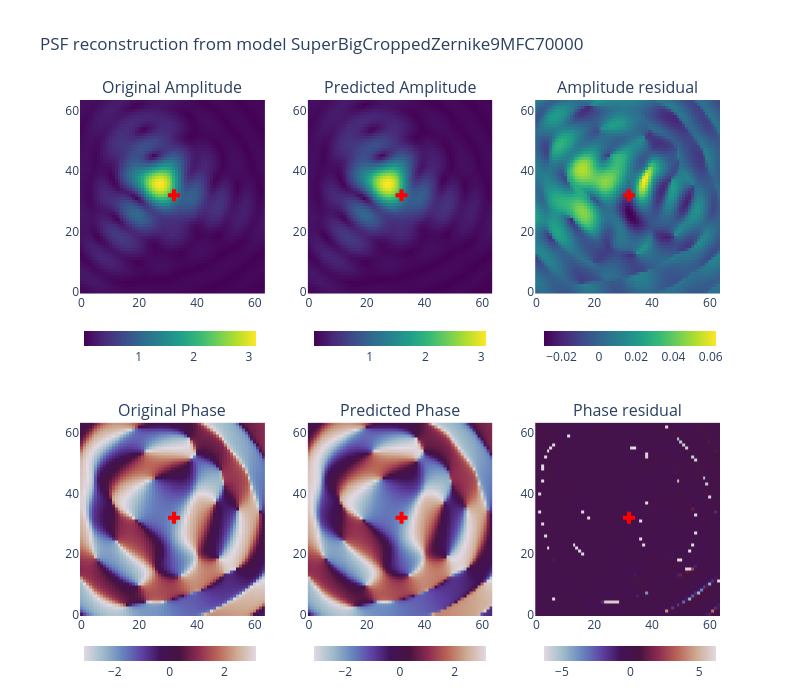 PSF reconstruction from model SuperBigCroppedZernike9MFC70000
Original Amplitude
Predicted Amplitude
Amplitude residual
60
40
20
0
0 20 40 60
60
40
20
0
0 20 40 60
60
40
20
0
0 20 40 60
1 2 3
1 2 3
−0.02 0 0.02 0.04 0.06
Original Phase
Predicted Phase
Phase residual
60
40
20
0
0 20 40 60
60
40
20
0
0 20 40 60
60
40
20
0
0 20 40 60
−2 0 2
−2 0 2
−5 0 5